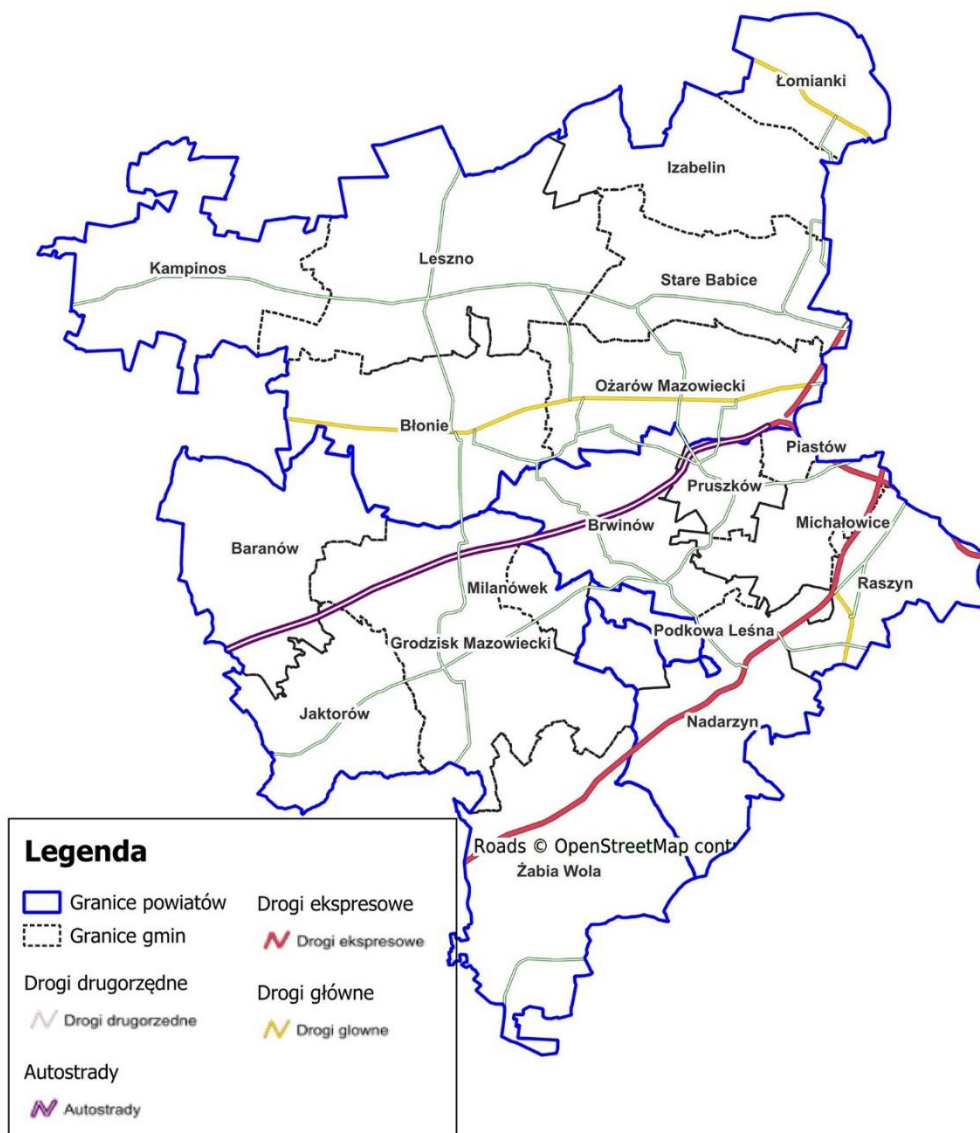 Łomianki
Izabelin
Leszno
Kampinos
Stare Babice
Ożarów Mazowiecki
Błonie
Piastów
Pruszków
Michałowice
Brwinów
Baranów
Raszyn
Milanówek
Podkowa Leśna
Grodzisk Mazowiecki
Jaktorów
Nadarzyn
Roads © OpenStreetMap cont
Żabia Wola
Legenda
Granice powiatów
Granice gmin
Drogi drugorzędne
Drogi drugorzedne
Autostrady
Autostrady
Drogi ekspresowe
Drogi ekspresowe
Drogi główne
Drogi glowne